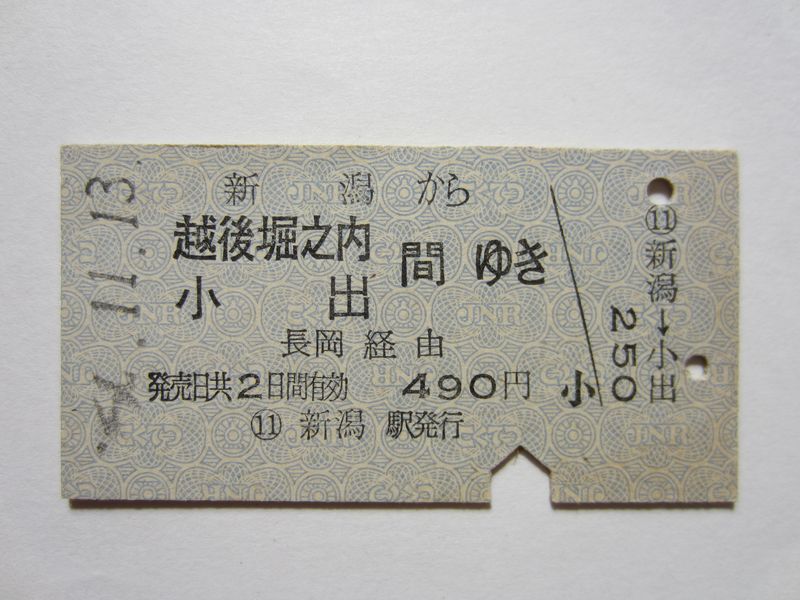 新潟から
越後堀之内
小出
間ゆき
長岡経由
発売日共2日間有効 490円 小
⑪ 新潟 駅発行
.11.13
⑪新潟→小出
250